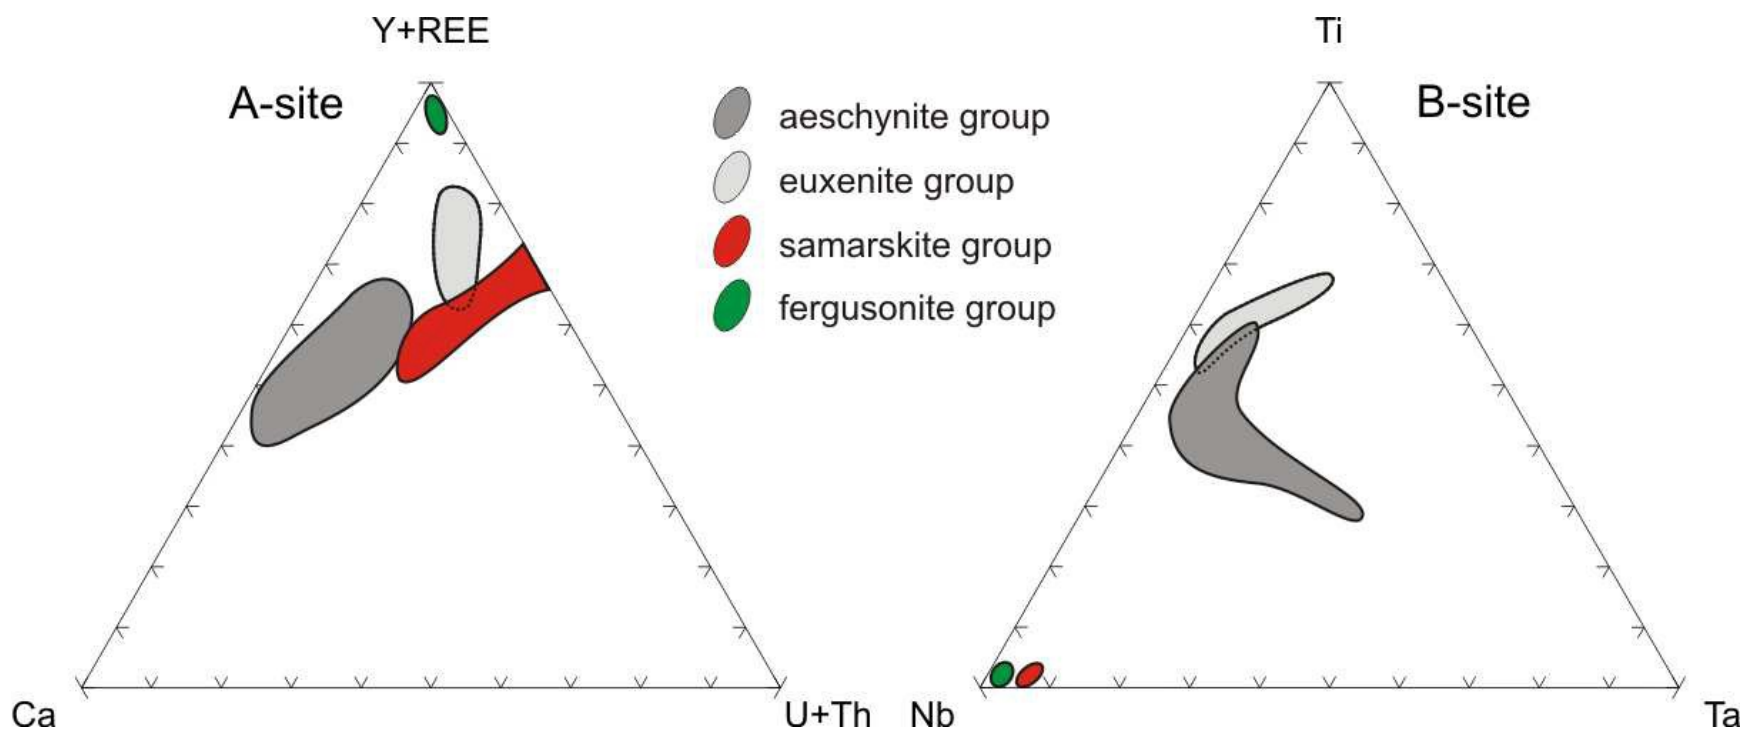 Y+REE
Ti
A-site
B-site
aeschynite group
euxenite group
samarskite group
fergusonite group
Ca
U+Th
Nb
Ta